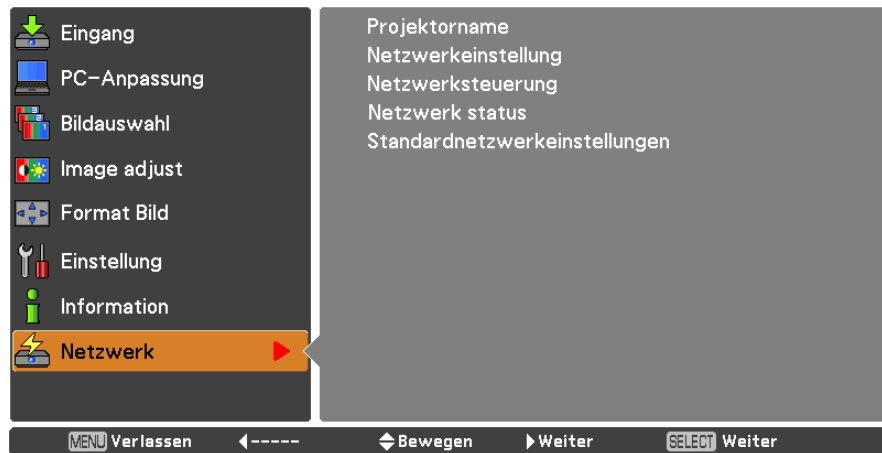 Eingang
PC-Anpassung
Bildauswahl
Image adjust
Format Bild
Einstellung
Information
Netzwerk
Projektorname
Netzwerkeinstellung
Netzwerksteuerung
Netzwerk status
Standardnetzwerkeinstellungen
MENU Verlassen ----- Bewegen Weiter SELECT Weiter